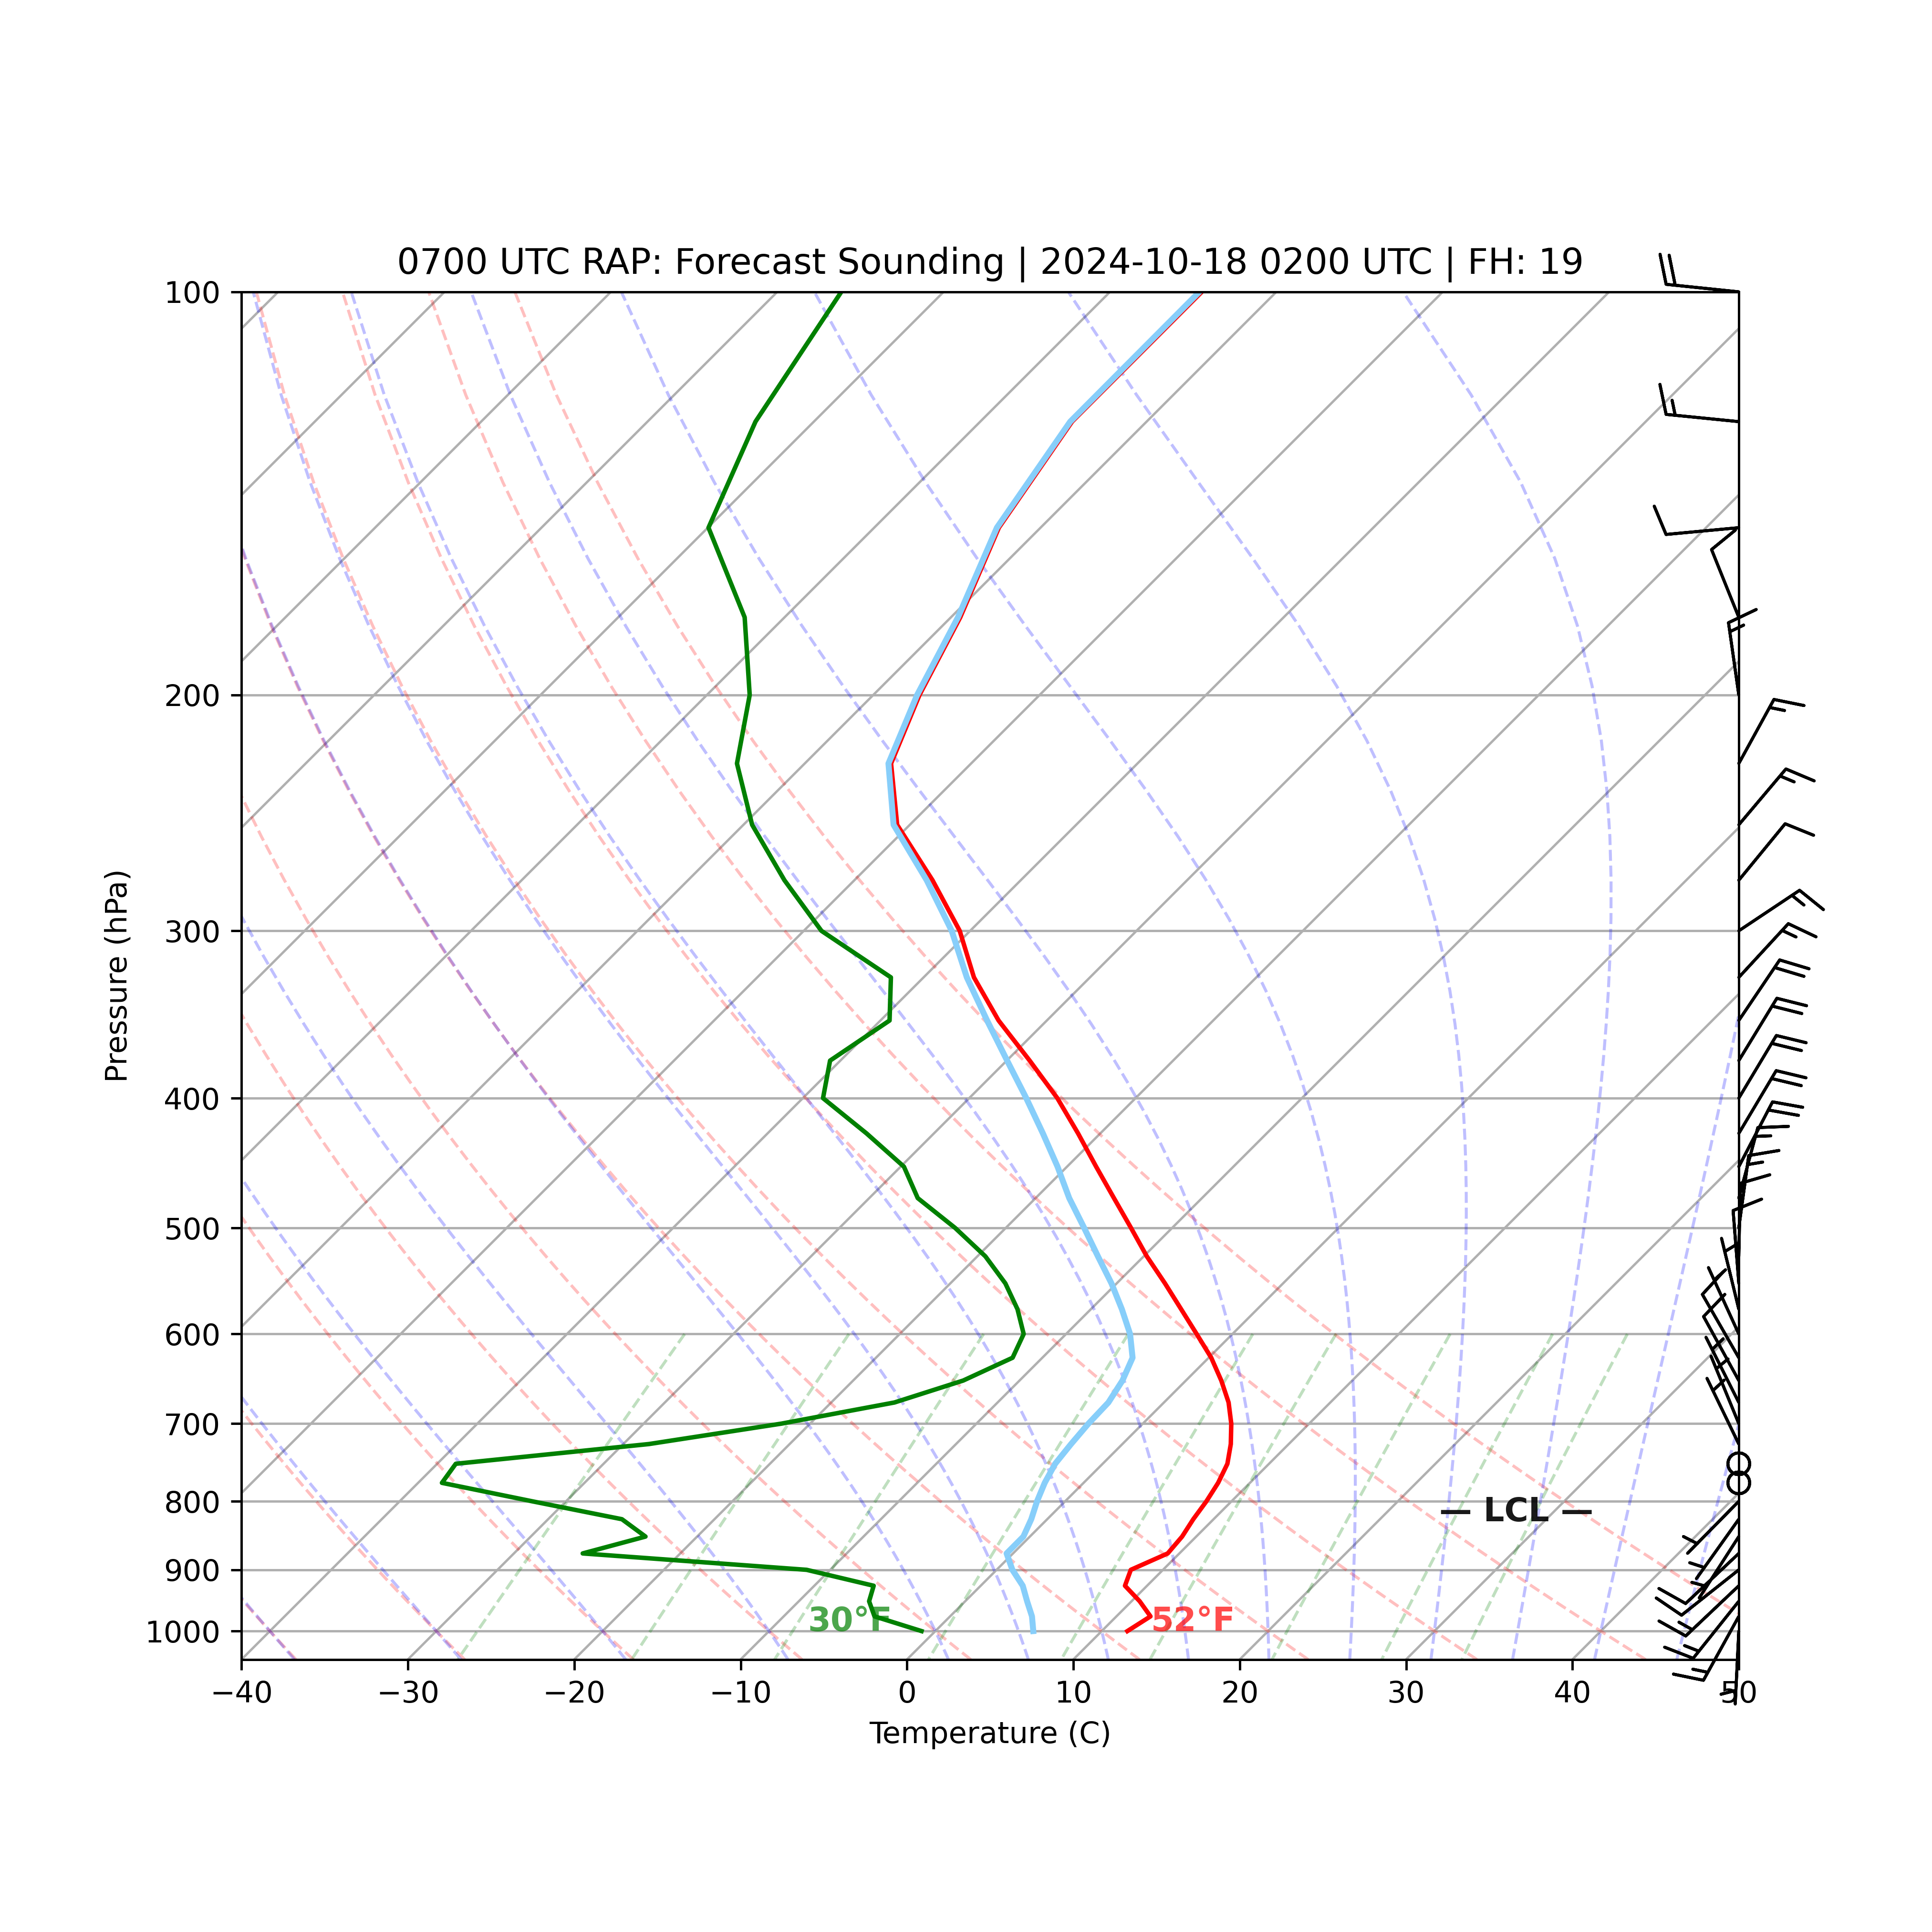 0700 UTC RAP: Forecast Sounding | 2024-10-18 0200 UTC | FH: 19
100
200
300
400
500
600
700
800
900
1000
Pressure (hPa)
— LCL —
30°F
52°F
−40 −30 −20 −10 0 10 20 30 40 50
Temperature (C)